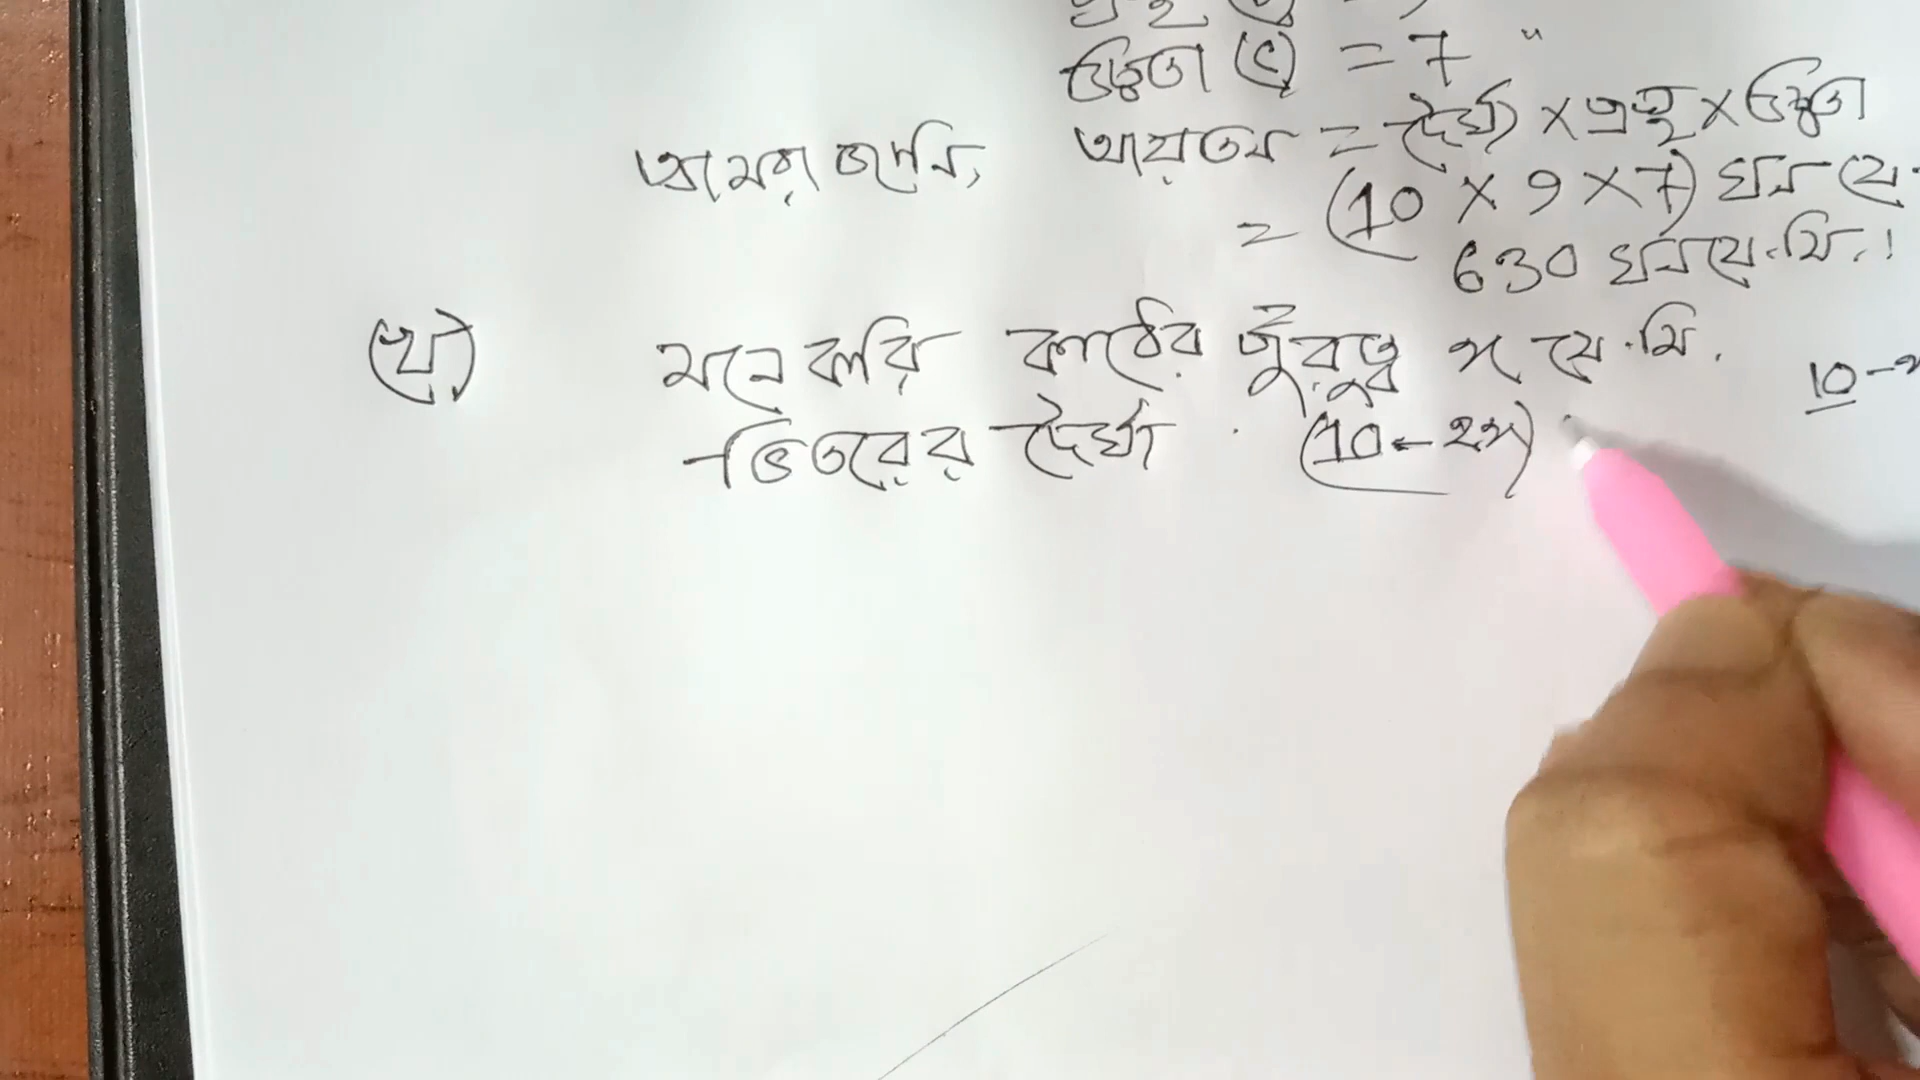 উচ্চতা (c) = 7 "
আমরা জানি, আয়তন = দৈর্ঘ্য × প্রস্থ × উচ্চতা
= (10 × 9 × 7) ঘন সে.
630 ঘন সে.মি.।
(খ) মনে করি কাঠের পুরুত্ব x সে.মি.
10-x
ভিতরের দৈর্ঘ্য (10-2x)